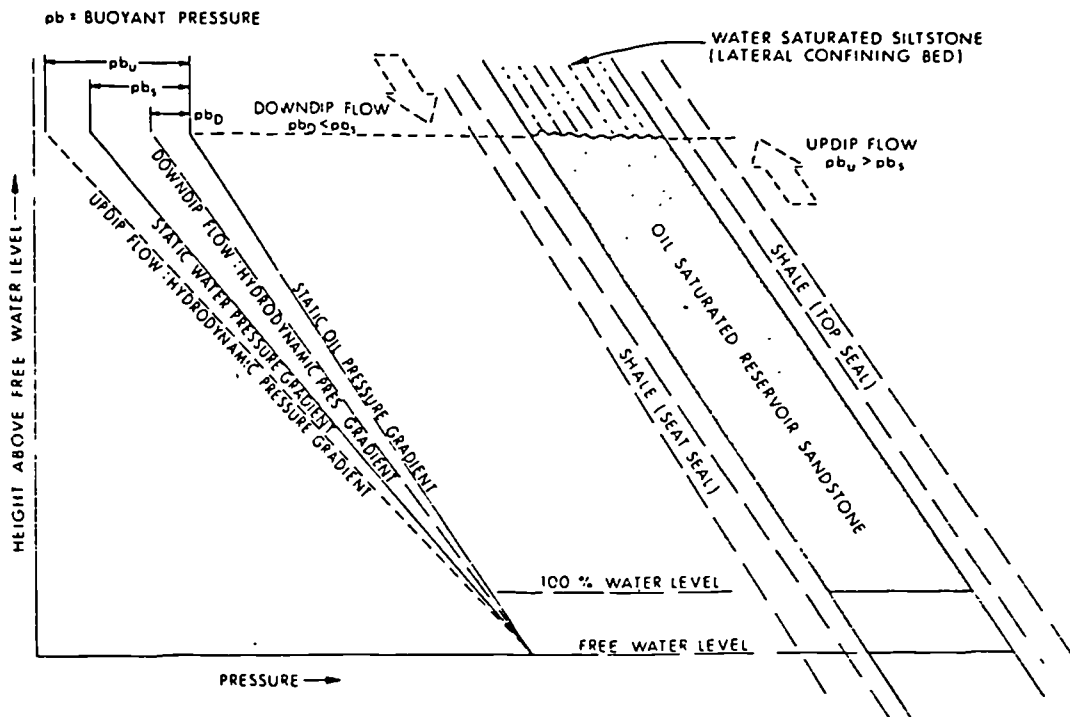 pb = BUOYANT PRESSURE
WATER SATURATED SILTSTONE
(LATERAL CONFINING BED)
pbU
pbs
pbD
DOWNDIP FLOW
pbD < pbs
UPDIP FLOW
pbU > pbs
HEIGHT ABOVE FREE WATER LEVEL
UPDIP FLOW : HYDRODYNAMIC PRESSURE GRADIENT
STATIC WATER PRESSURE GRADIENT
DOWNDIP FLOW : HYDRODYNAMIC PRES GRADIENT
STATIC OIL PRESSURE GRADIENT
SHALE (SEAT SEAL)
OIL SATURATED RESERVOIR SANDSTONE
SHALE (TOP SEAL)
100 % WATER LEVEL
FREE WATER LEVEL
PRESSURE